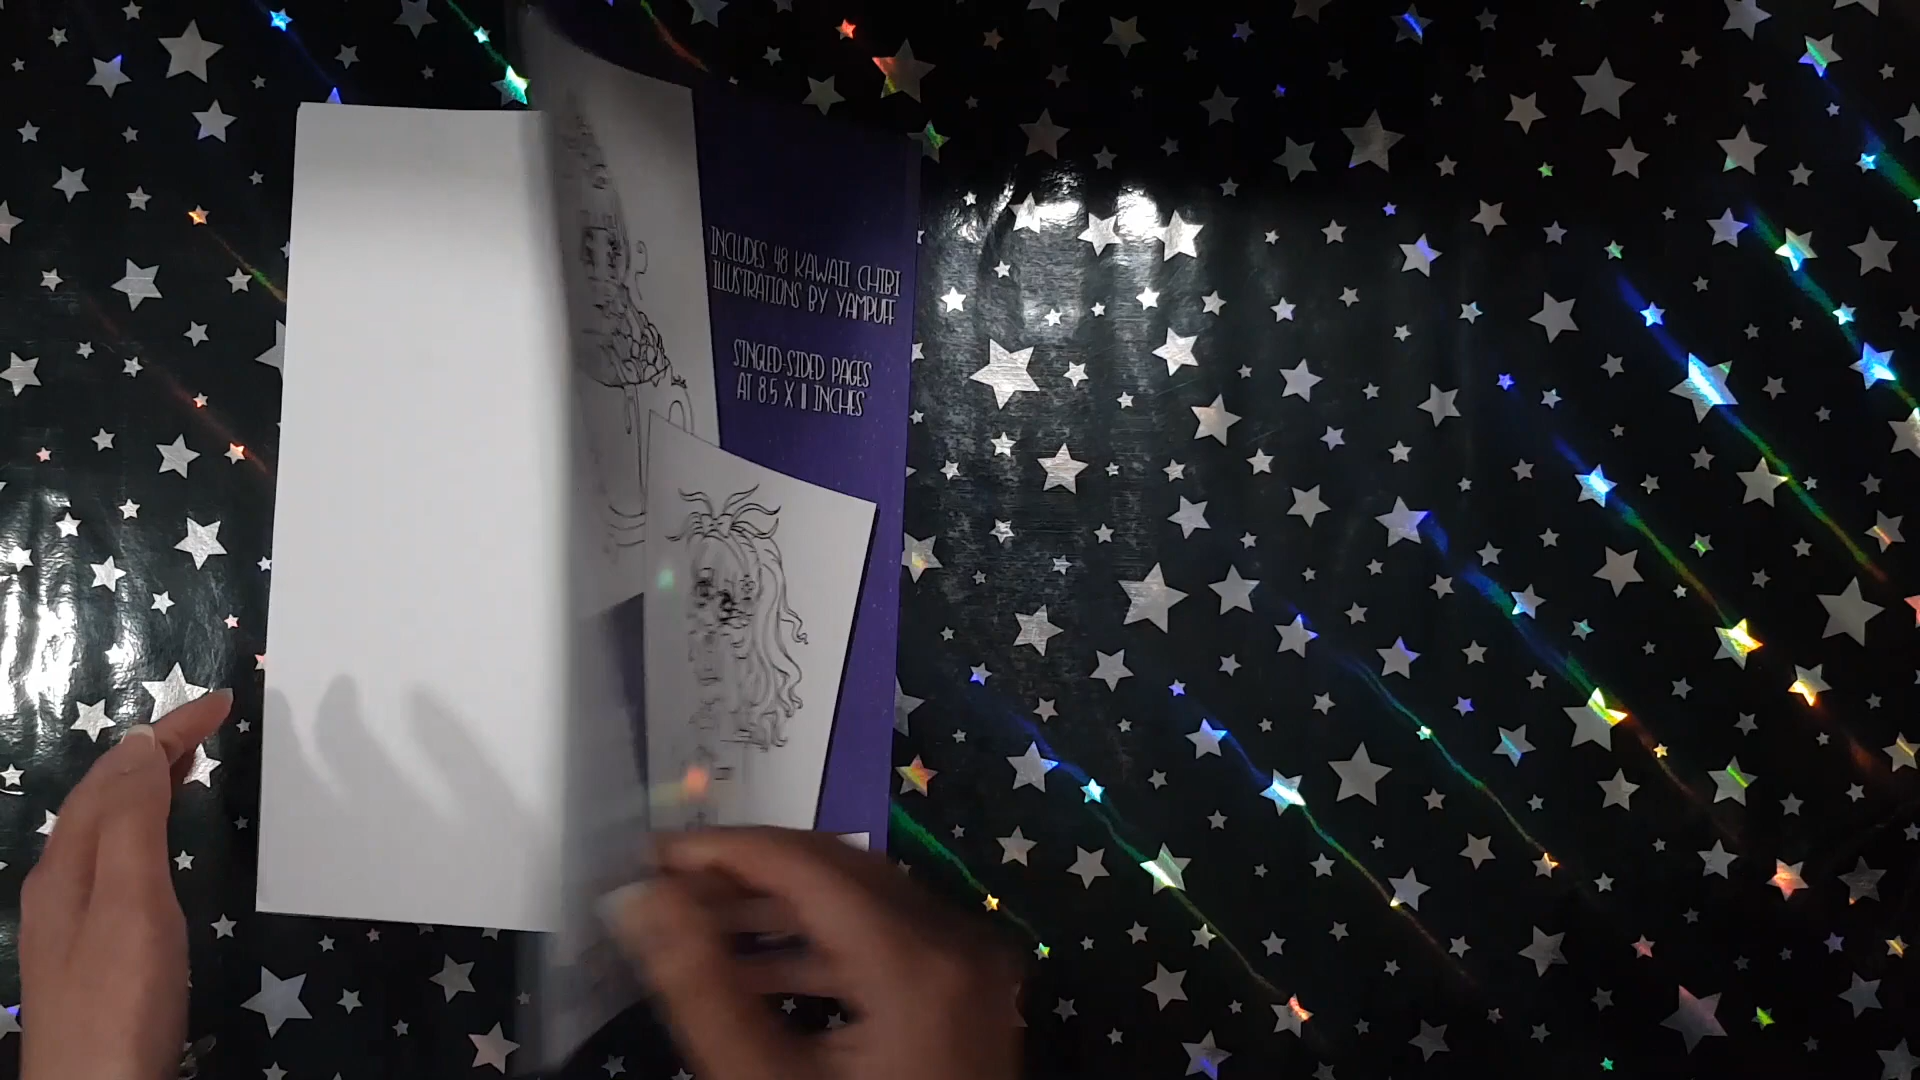 INCLUDES 48 KAWAII CHIBI
ILLUSTRATIONS BY YAMPUFF
SINGLED-SIDED PAGES
AT 8.5 X 11 INCHES